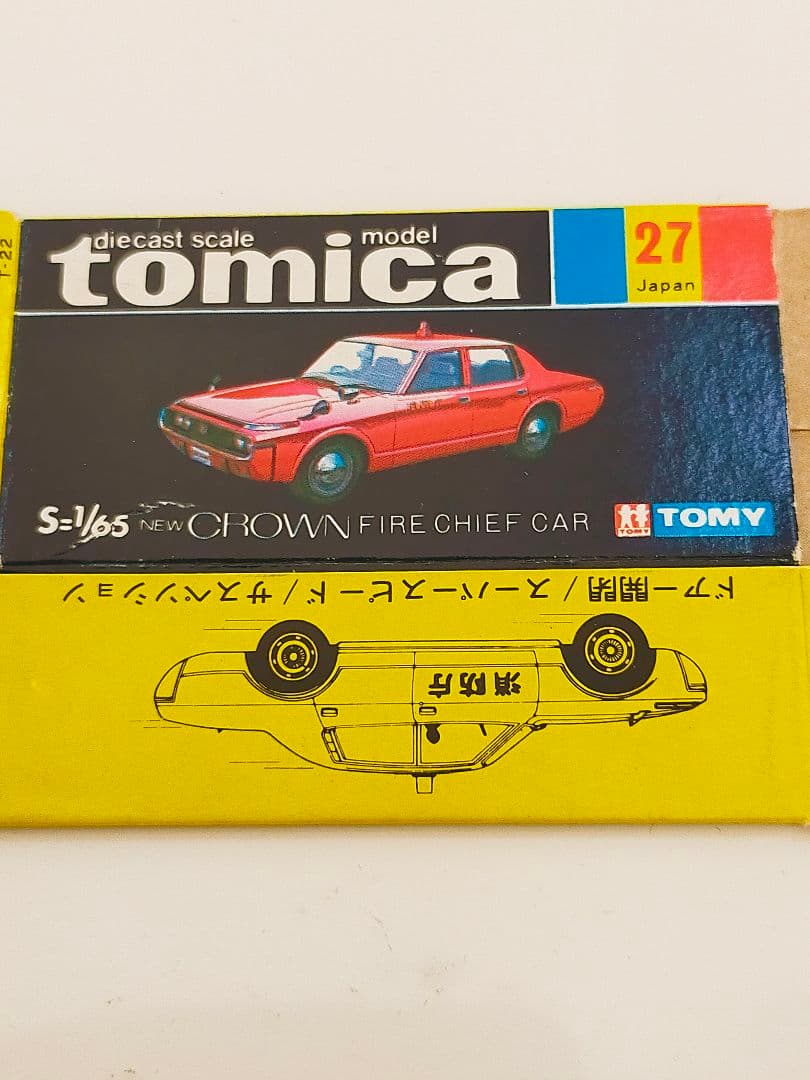 T-22
diecast scale model
tomica
27
Japan
S=1/65 NEW CROWN FIRE CHIEF CAR
TOMY
TOMY
ドアー開閉/スーパースピード/サスペンション
消防庁